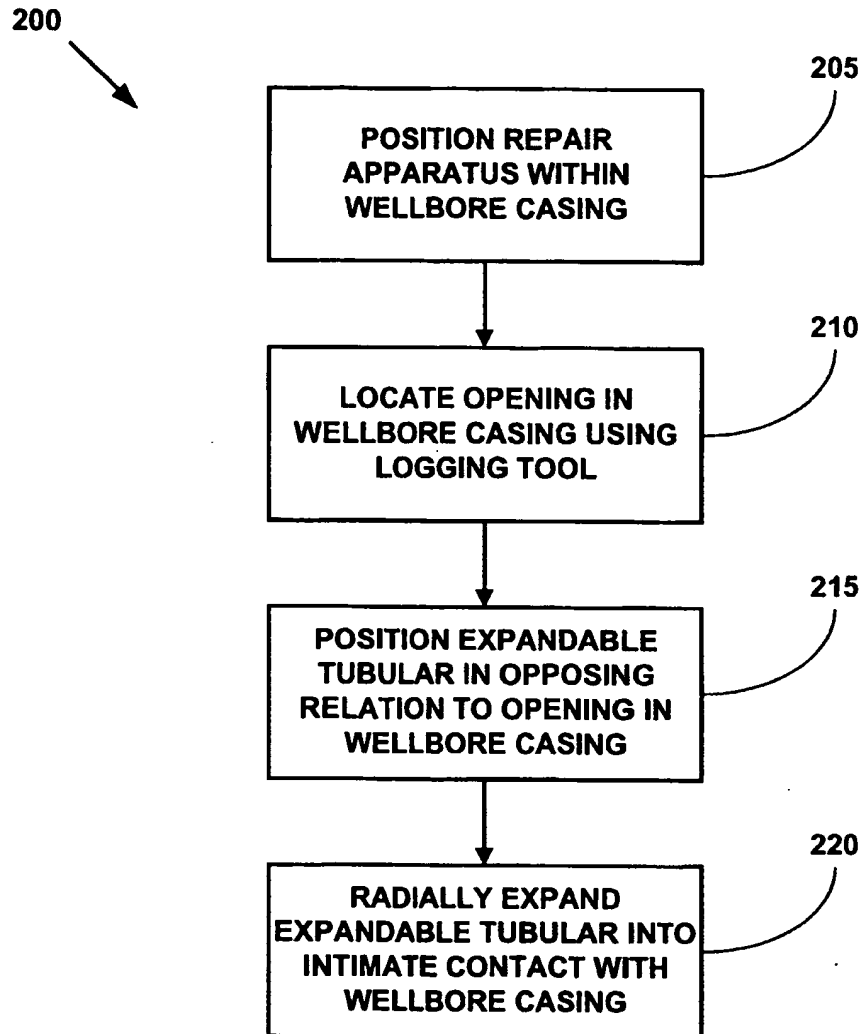 200
205
POSITION REPAIR
APPARATUS WITHIN
WELLBORE CASING
210
LOCATE OPENING IN
WELLBORE CASING USING
LOGGING TOOL
215
POSITION EXPANDABLE
TUBULAR IN OPPOSING
RELATION TO OPENING IN
WELLBORE CASING
220
RADIALLY EXPAND
EXPANDABLE TUBULAR INTO
INTIMATE CONTACT WITH
WELLBORE CASING